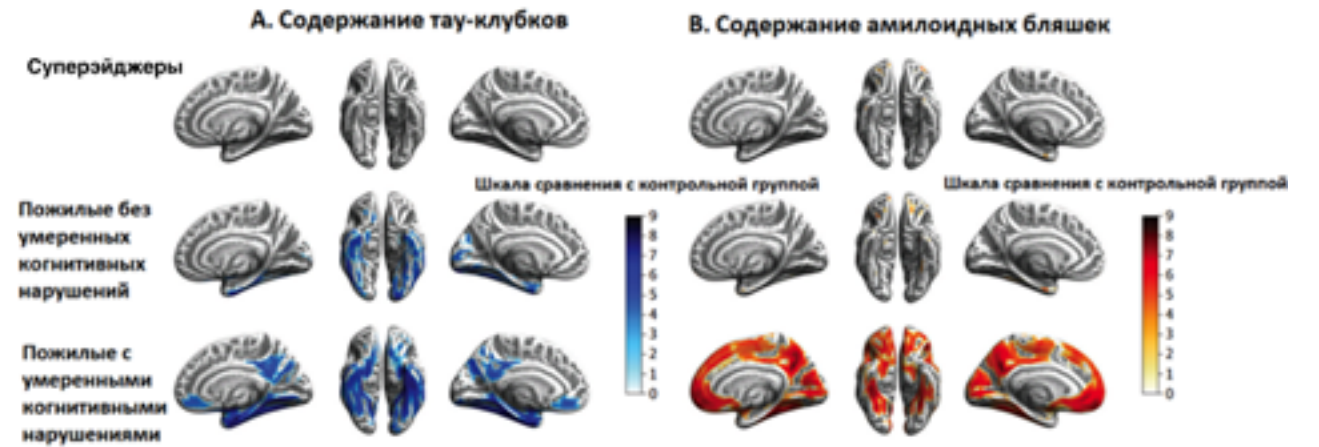 А. Содержание тау-клубков
В. Содержание амилоидных бляшек
Суперэйджеры
Шкала сравнения с контрольной группой
Шкала сравнения с контрольной группой
Пожилые без
умеренных
когнитивных
нарушений
9
8
7
6
5
4
3
2
1
0
9
8
7
6
5
4
3
2
1
0
Пожилые с
умеренными
когнитивными
нарушениями